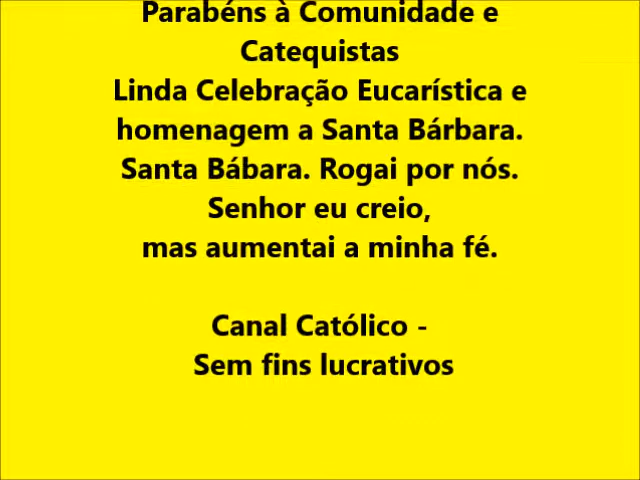 Parabéns à Comunidade e
Catequistas
Linda Celebração Eucarística e
homenagem a Santa Bárbara.
Santa Bábara. Rogai por nós.
Senhor eu creio,
mas aumentai a minha fé.
Canal Católico -
Sem fins lucrativos